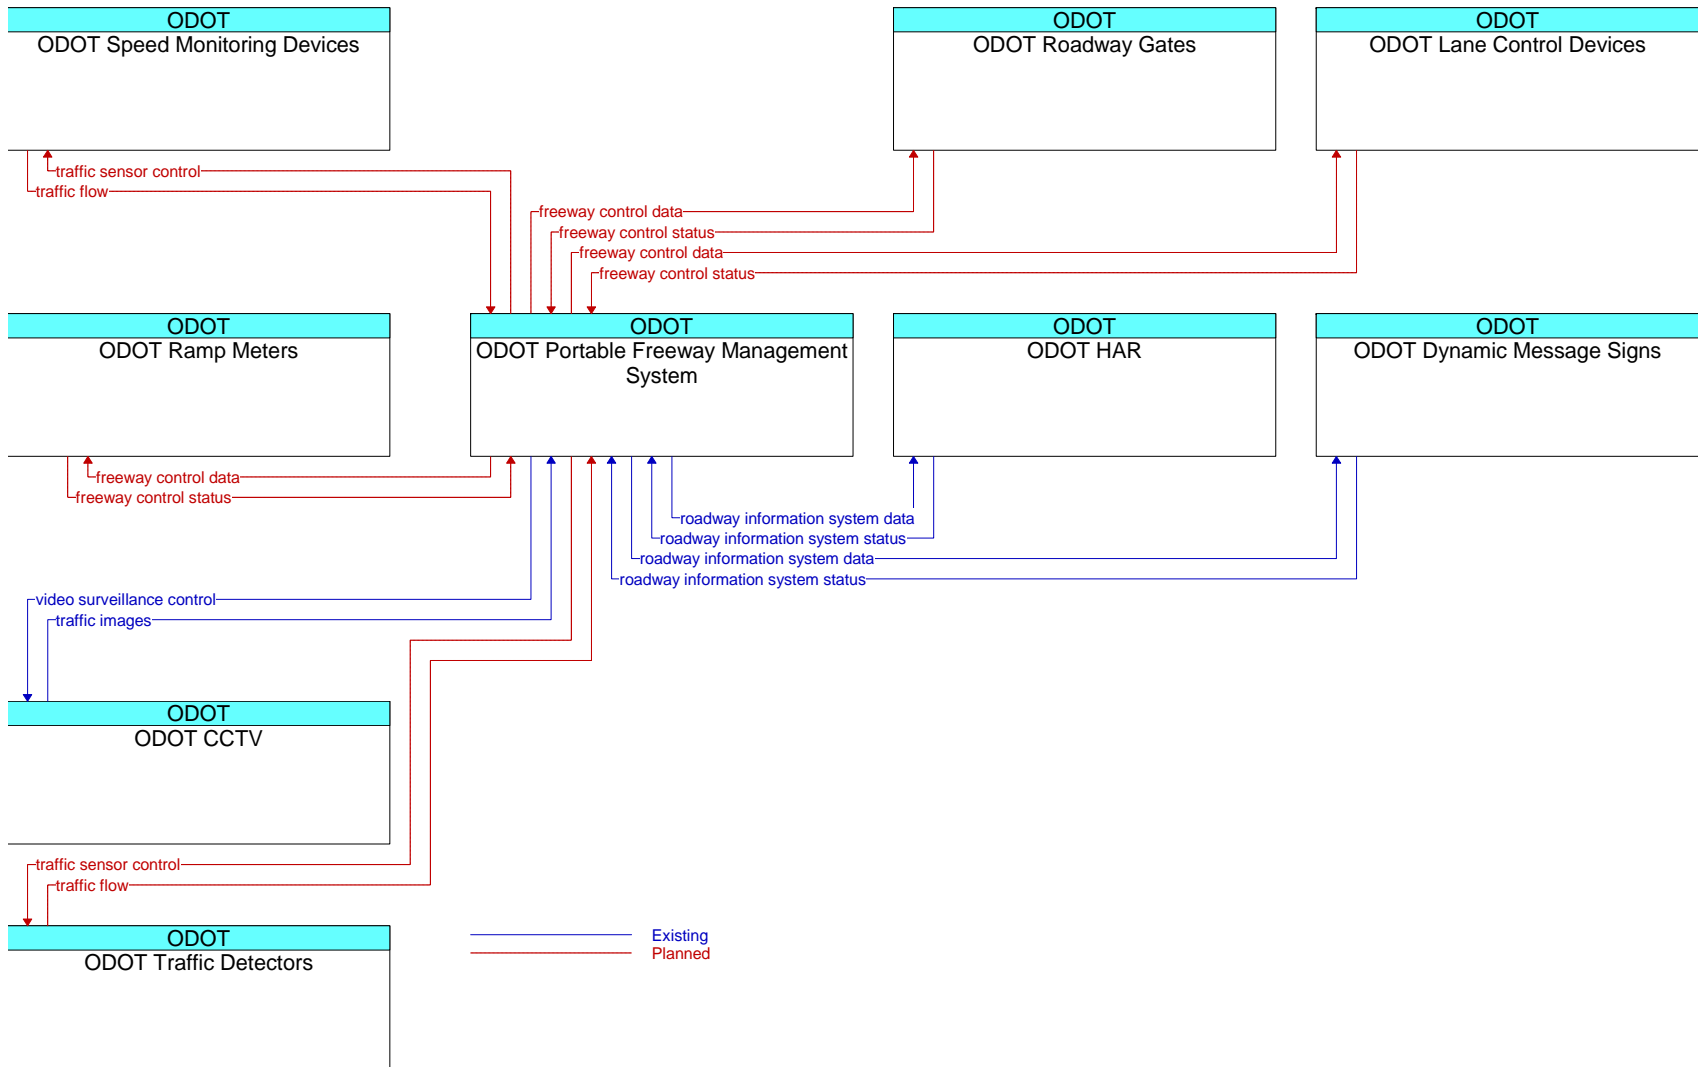 ODOT
ODOT Speed Monitoring Devices
ODOT
ODOT Roadway Gates
ODOT
ODOT Lane Control Devices
traffic sensor control
traffic flow
freeway control data
freeway control status
freeway control data
freeway control status
ODOT
ODOT Ramp Meters
ODOT
ODOT Portable Freeway Management
System
ODOT
ODOT HAR
ODOT
ODOT Dynamic Message Signs
freeway control data
freeway control status
roadway information system data
roadway information system status
roadway information system data
roadway information system status
video surveillance control
traffic images
ODOT
ODOT CCTV
traffic sensor control
traffic flow
ODOT
ODOT Traffic Detectors
Existing
Planned